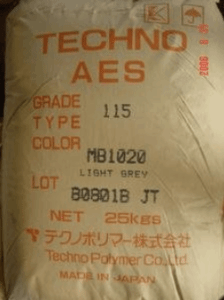 TECHNO
AES
GRADE
TYPE 115
COLOR
MB1020
LIGHT GREY
LOT B0801B JT
NET 25kgs
テクノポリマー株式会社
Techno Polymer Co., Ltd.
MADE IN JAPAN